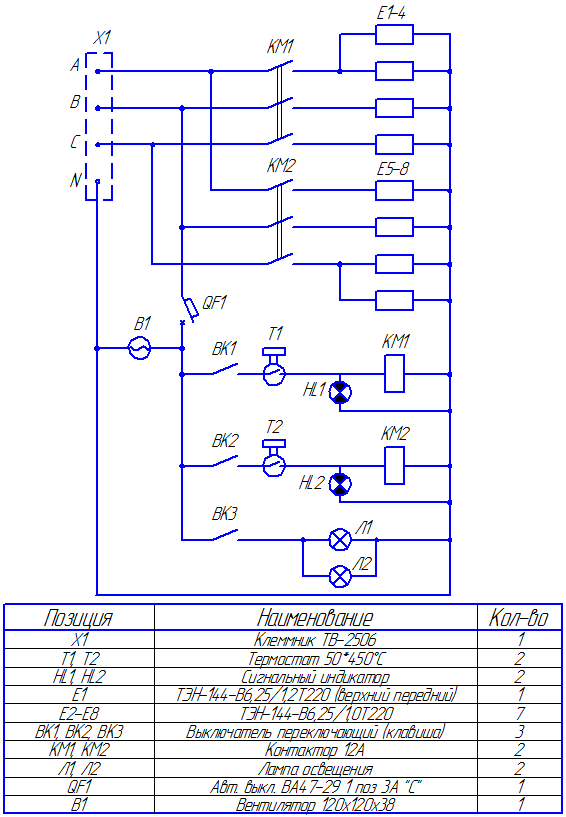 E1-4
X1
KM1
A
B
C
KM2
N
E5-8
QF1
B1
T1
BK1
KM1
HL1
T2
BK2
KM2
HL2
BK3
Л1
Л2
Позиция Наименование Кол-во
X1 Клеммник ТВ-2506 1
T1, T2 Термостат 50*450°С 2
HL1, HL2 Сигнальный индикатор 2
E1 ТЭН-144-В6,25/1,2Т220 (верхний передний) 1
E2-E8 ТЭН-144-В6,25/1,0Т220 7
BK1, BK2, BK3 Выключатель переключающий (клавиша) 3
KM1, KM2 Контактор 12А 2
Л1, Л2 Лампа освещения 2
QF1 Авт. выкл. ВА47-29 1 поз 3А "С" 1
B1 Вентилятор 120x120x38 1